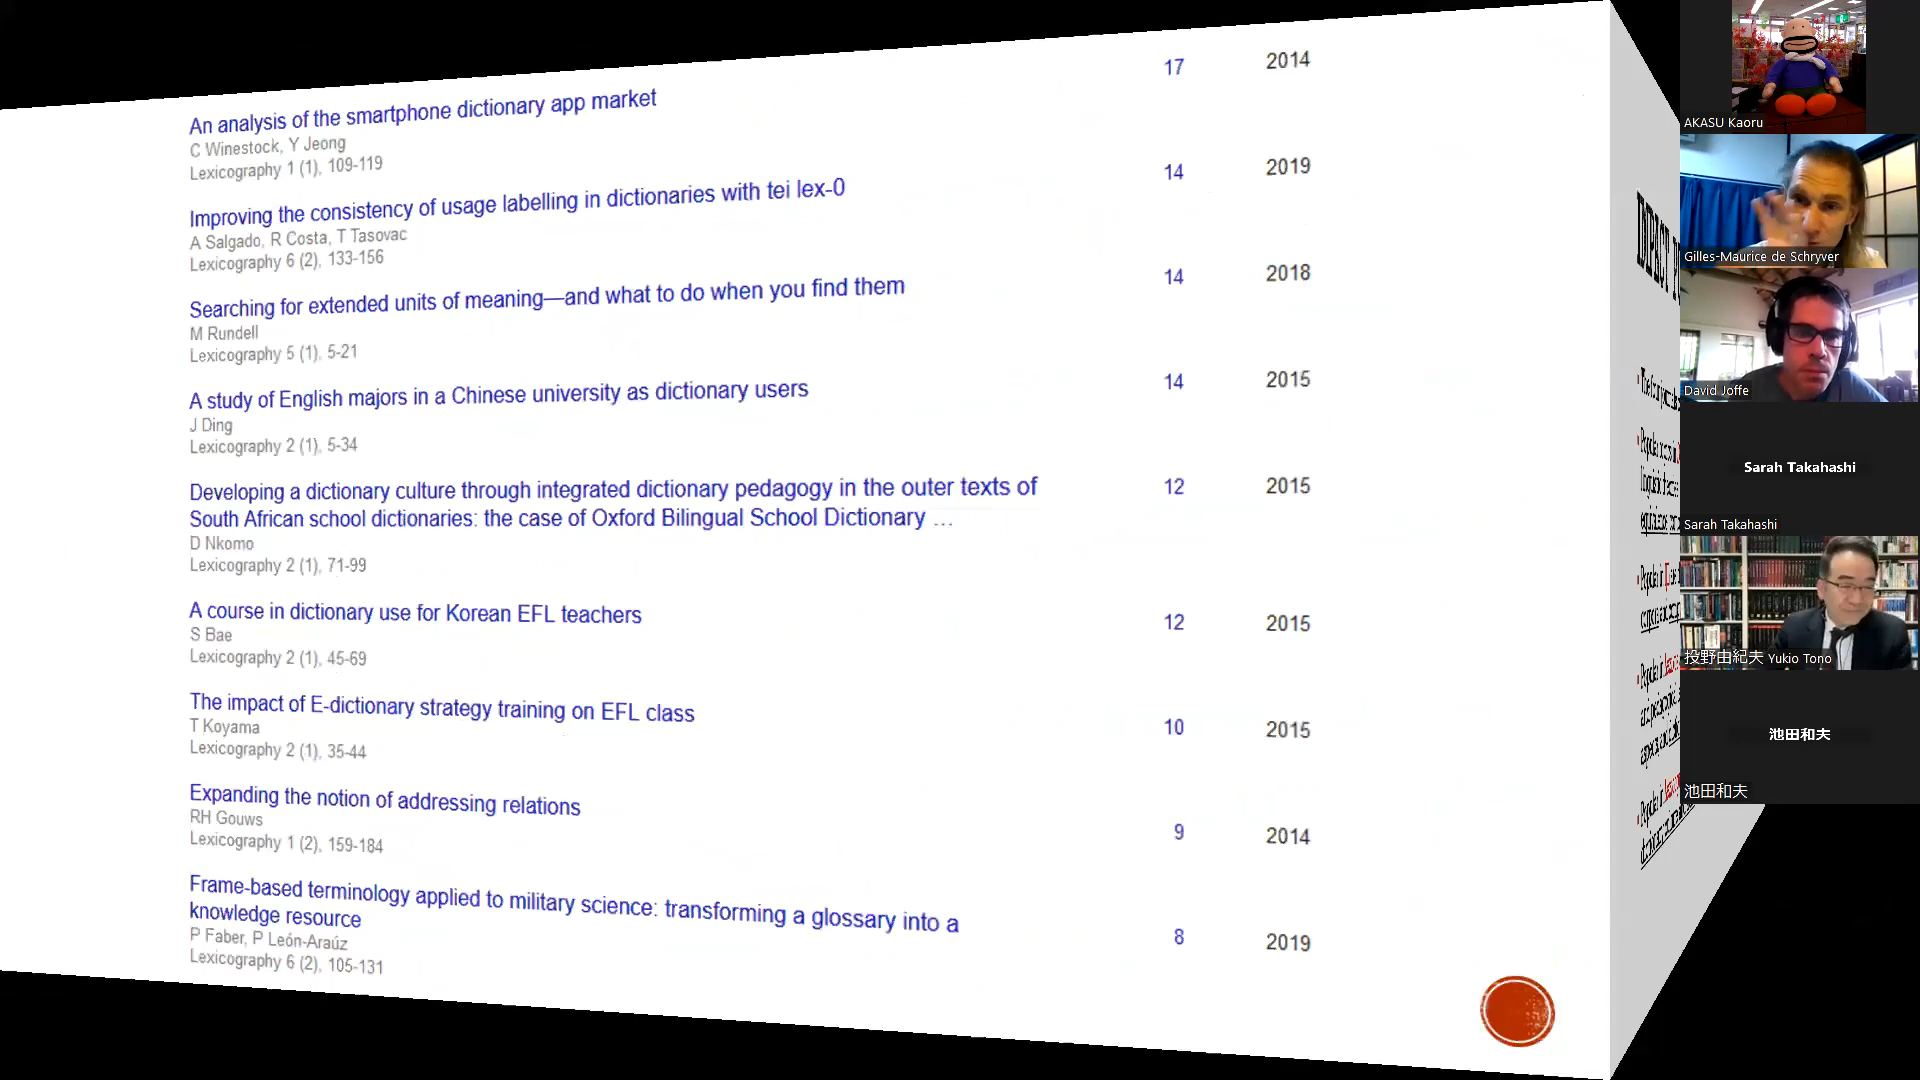 An analysis of the smartphone dictionary app market
C Winestock, Y Jeong
Lexicography 1 (1), 109-119
17
2014
Improving the consistency of usage labelling in dictionaries with tei lex-0
A Salgado, R Costa, T Tasovac
Lexicography 6 (2), 133-156
14
2019
Searching for extended units of meaning—and what to do when you find them
M Rundell
Lexicography 5 (1), 5-21
14
2018
A study of English majors in a Chinese university as dictionary users
J Ding
Lexicography 2 (1), 5-34
14
2015
Developing a dictionary culture through integrated dictionary pedagogy in the outer texts of
South African school dictionaries: the case of Oxford Bilingual School Dictionary …
D Nkomo
Lexicography 2 (1), 71-99
12
2015
A course in dictionary use for Korean EFL teachers
S Bae
Lexicography 2 (1), 45-69
12
2015
The impact of E-dictionary strategy training on EFL class
T Koyama
Lexicography 2 (1), 35-44
10
2015
Expanding the notion of addressing relations
RH Gouws
Lexicography 1 (2), 159-184
9
2014
Frame-based terminology applied to military science: transforming a glossary into a
knowledge resource
P Faber, P León-Araúz
Lexicography 6 (2), 105-131
8
2019
IMPACT
AKASU Kaoru
Gilles-Maurice de Schryver
David Joffe
Sarah Takahashi
Sarah Takahashi
投野由紀夫 Yukio Tono
池田和夫
池田和夫